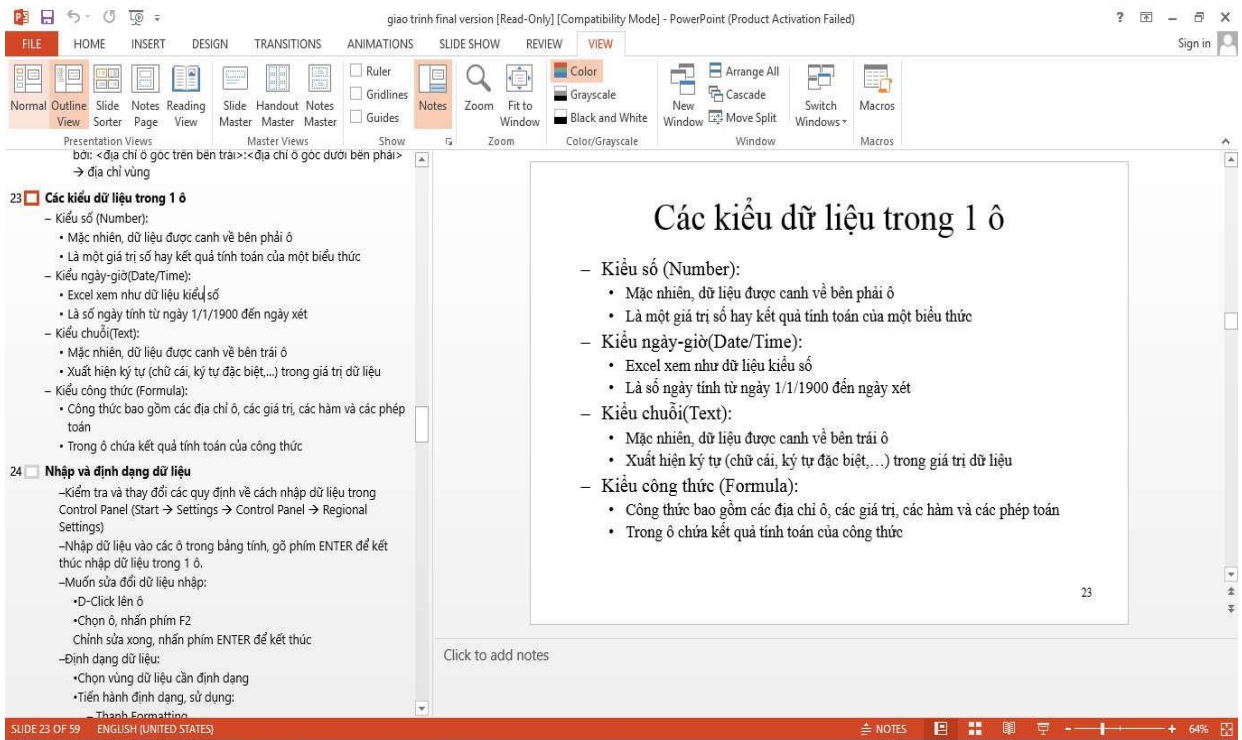 giao trinh final version [Read-Only] [Compatibility Mode] - PowerPoint (Product Activation Failed)
FILE HOME INSERT DESIGN TRANSITIONS ANIMATIONS SLIDE SHOW REVIEW VIEW Sign in
Normal Outline View Slide Sorter Notes Page Reading View
Presentation Views
Slide Master Handout Master Notes Master
Master Views
Ruler
Gridlines
Guides
Show
Notes
Zoom Fit to Window
Zoom
Color
Grayscale
Black and White
Color/Grayscale
New Window
Arrange All
Cascade
Move Split
Switch Windows
Window
Macros
Macros
bởi: <địa chỉ ô góc trên bên trái>:<địa chỉ ô góc dưới bên phải>
→ địa chỉ vùng
23 Các kiểu dữ liệu trong 1 ô
– Kiểu số (Number):
• Mặc nhiên, dữ liệu được canh về bên phải ô
• Là một giá trị số hay kết quả tính toán của một biểu thức
– Kiểu ngày-giờ(Date/Time):
• Excel xem như dữ liệu kiểu số
• Là số ngày tính từ ngày 1/1/1900 đến ngày xét
– Kiểu chuỗi(Text):
• Mặc nhiên, dữ liệu được canh về bên trái ô
• Xuất hiện ký tự (chữ cái, ký tự đặc biệt,...) trong giá trị dữ liệu
– Kiểu công thức (Formula):
• Công thức bao gồm các địa chỉ ô, các giá trị, các hàm và các phép
toán
• Trong ô chứa kết quả tính toán của công thức
24 Nhập và định dạng dữ liệu
–Kiểm tra và thay đổi các quy định về cách nhập dữ liệu trong
Control Panel (Start → Settings → Control Panel → Regional
Settings)
–Nhập dữ liệu vào các ô trong bảng tính, gõ phím ENTER để kết
thúc nhập dữ liệu trong 1 ô.
–Muốn sửa đổi dữ liệu nhập:
•D-Click lên ô
•Chọn ô, nhấn phím F2
Chỉnh sửa xong, nhấn phím ENTER để kết thúc
–Định dạng dữ liệu:
•Chọn vùng dữ liệu cần định dạng
•Tiến hành định dạng, sử dụng:
– Thanh Formatting
Các kiểu dữ liệu trong 1 ô
– Kiểu số (Number):
• Mặc nhiên, dữ liệu được canh về bên phải ô
• Là một giá trị số hay kết quả tính toán của một biểu thức
– Kiểu ngày-giờ(Date/Time):
• Excel xem như dữ liệu kiểu số
• Là số ngày tính từ ngày 1/1/1900 đến ngày xét
– Kiểu chuỗi(Text):
• Mặc nhiên, dữ liệu được canh về bên trái ô
• Xuất hiện ký tự (chữ cái, ký tự đặc biệt,…) trong giá trị dữ liệu
– Kiểu công thức (Formula):
• Công thức bao gồm các địa chỉ ô, các giá trị, các hàm và các phép toán
• Trong ô chứa kết quả tính toán của công thức
23
Click to add notes
SLIDE 23 OF 59 ENGLISH (UNITED STATES) NOTES 64%